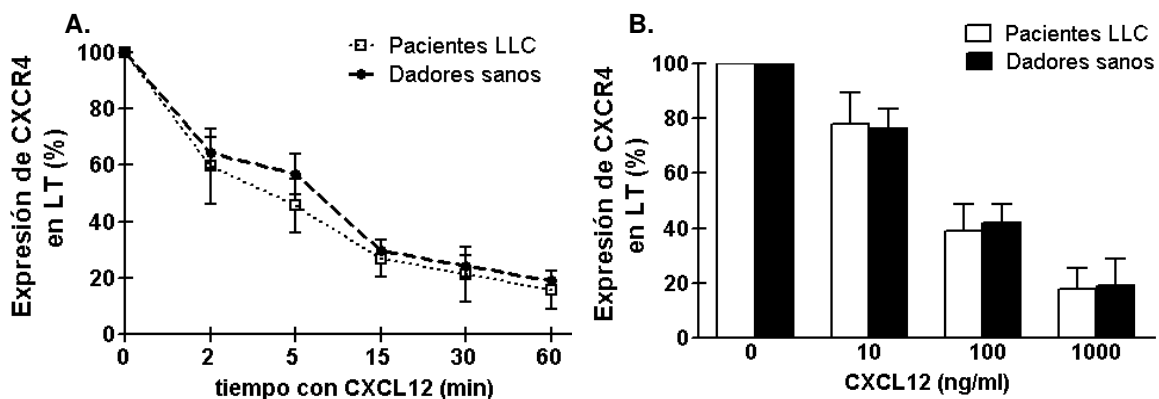 A.
Pacientes LLC
Dadores sanos
Expresión de CXCR4
en LT (%)
100
80
60
40
20
0
0 2 5 15 30 60
tiempo con CXCL12 (min)
B.
Pacientes LLC
Dadores sanos
Expresión de CXCR4
en LT (%)
100
80
60
40
20
0
0 10 100 1000
CXCL12 (ng/ml)